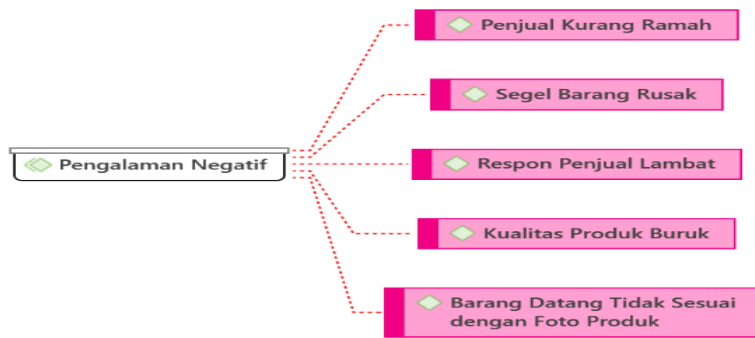 Penjual Kurang Ramah
Segel Barang Rusak
Pengalaman Negatif
Respon Penjual Lambat
Kualitas Produk Buruk
Barang Datang Tidak Sesuai
dengan Foto Produk